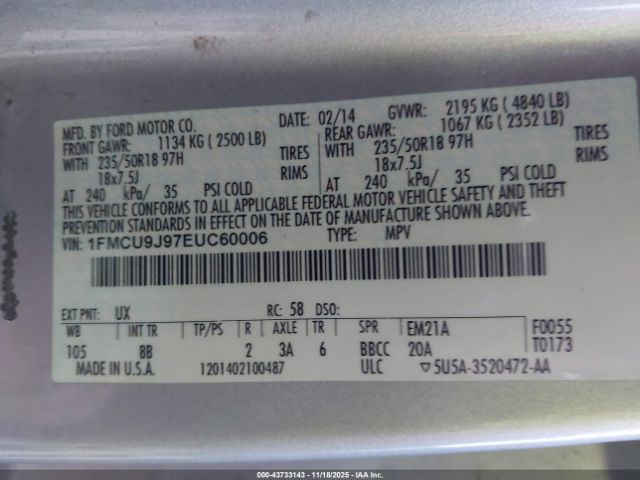 MFD. BY FORD MOTOR CO.
DATE: 02/14 GVWR: 2195 KG ( 4840 LB)
FRONT GAWR: 1134 KG ( 2500 LB)
REAR GAWR: 1067 KG ( 2352 LB)
WITH 235/50R18 97H TIRES
WITH 235/50R18 97H TIRES
18x7.5J RIMS
18x7.5J RIMS
AT 240 kPa/ 35 PSI COLD
AT 240 kPa/ 35 PSI COLD
THIS VEHICLE CONFORMS TO ALL APPLICABLE FEDERAL MOTOR VEHICLE SAFETY AND THEFT
PREVENTION STANDARDS IN EFFECT ON THE DATE OF MANUFACTURE SHOWN ABOVE.
VIN: 1FMCU9J97EUC60006 TYPE: MPV
EXT PNT: UX RC: 58 DSO:
WB INT TR TP/PS R AXLE TR SPR EM21A F0055
105 8B 2 3A 6 BBCC 20A T0173
MADE IN U.S.A. 1201402100487 ULC ▽5U5A-3520472-AA
000-43733143 - 11/18/2025 - IAA Inc.